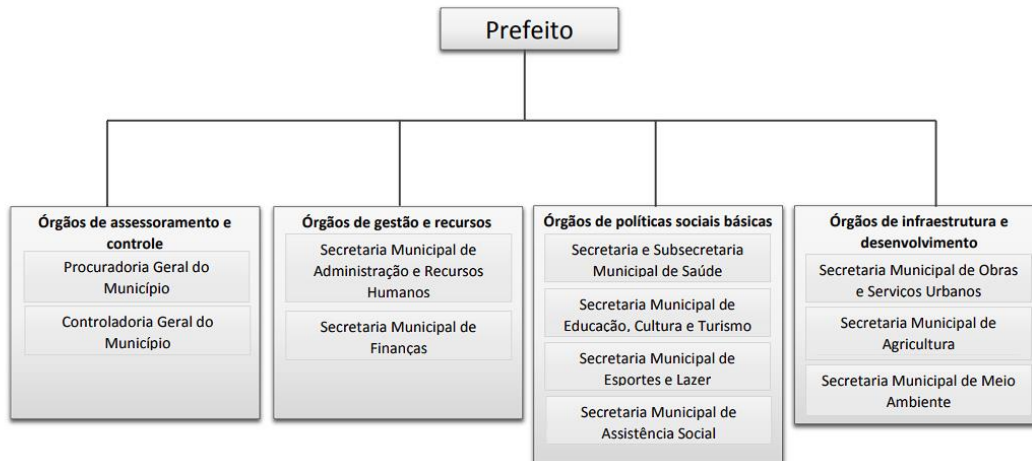 Prefeito
Órgãos de assessoramento e
controle
Procuradoria Geral do
Município
Controladoria Geral do
Município
Órgãos de gestão e recursos
Secretaria Municipal de
Administração e Recursos
Humanos
Secretaria Municipal de
Finanças
Órgãos de políticas sociais básicas
Secretaria e Subsecretaria
Municipal de Saúde
Secretaria Municipal de
Educação, Cultura e Turismo
Secretaria Municipal de
Esportes e Lazer
Secretaria Municipal de
Assistência Social
Órgãos de infraestrutura e
desenvolvimento
Secretaria Municipal de Obras
e Serviços Urbanos
Secretaria Municipal de
Agricultura
Secretaria Municipal de Meio
Ambiente